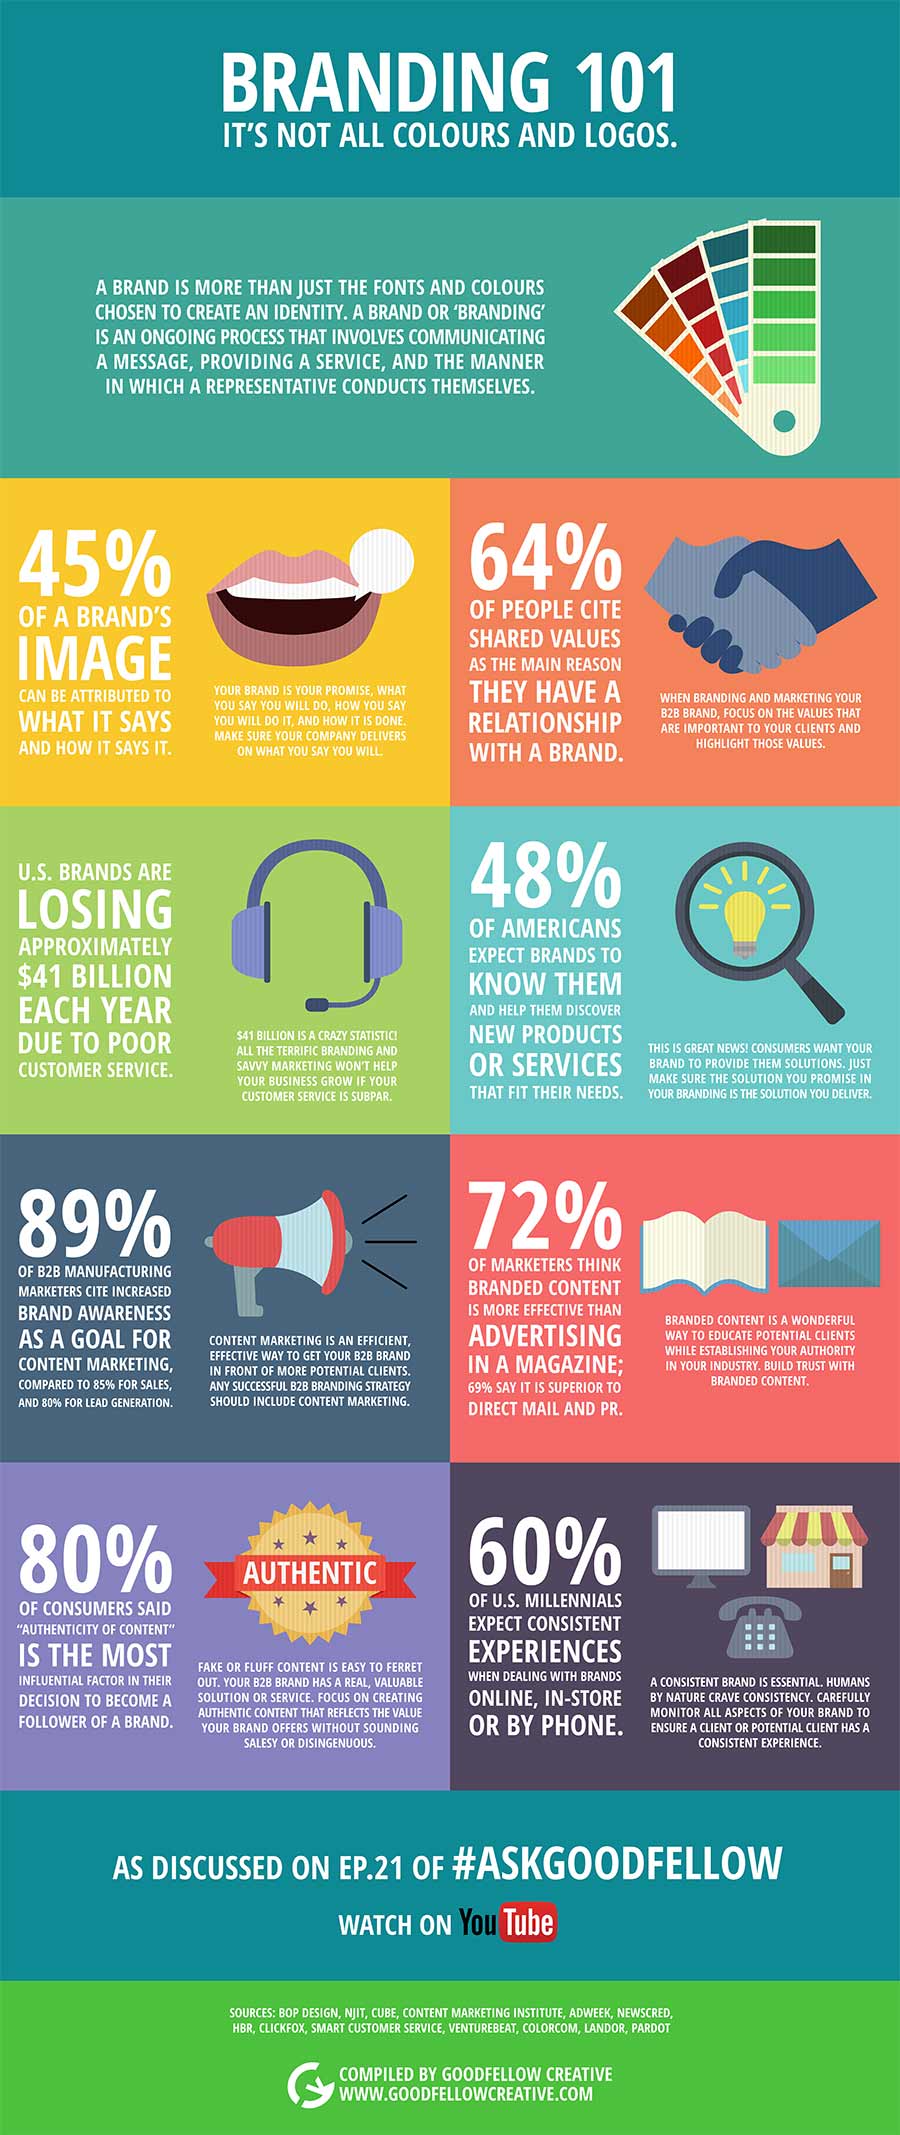 BRANDING 101
IT'S NOT ALL COLOURS AND LOGOS.
A BRAND IS MORE THAN JUST THE FONTS AND COLOURS
CHOSEN TO CREATE AN IDENTITY. A BRAND OR 'BRANDING'
IS AN ONGOING PROCESS THAT INVOLVES COMMUNICATING
A MESSAGE, PROVIDING A SERVICE, AND THE MANNER
IN WHICH A REPRESENTATIVE CONDUCTS THEMSELVES.
45%
OF A BRAND'S
IMAGE
CAN BE ATTRIBUTED TO
WHAT IT SAYS
AND HOW IT SAYS IT.
YOUR BRAND IS YOUR PROMISE, WHAT
YOU SAY YOU WILL DO, HOW YOU SAY
YOU WILL DO IT, AND HOW IT IS DONE.
MAKE SURE YOUR COMPANY DELIVERS
ON WHAT YOU SAY YOU WILL.
64%
OF PEOPLE CITE
SHARED VALUES
AS THE MAIN REASON
THEY HAVE A
RELATIONSHIP
WITH A BRAND.
WHEN BRANDING AND MARKETING YOUR
B2B BRAND, FOCUS ON THE VALUES THAT
ARE IMPORTANT TO YOUR CLIENTS AND
HIGHLIGHT THOSE VALUES.
U.S. BRANDS ARE
LOSING
APPROXIMATELY
$41 BILLION
EACH YEAR
DUE TO POOR
CUSTOMER SERVICE.
$41 BILLION IS A CRAZY STATISTIC!
ALL THE TERRIFIC BRANDING AND
SAVVY MARKETING WON'T HELP
YOUR BUSINESS GROW IF YOUR
CUSTOMER SERVICE IS SUBPAR.
48%
OF AMERICANS
EXPECT BRANDS TO
KNOW THEM
AND HELP THEM DISCOVER
NEW PRODUCTS
OR SERVICES
THAT FIT THEIR NEEDS.
THIS IS GREAT NEWS! CONSUMERS WANT YOUR
BRAND TO PROVIDE THEM SOLUTIONS. JUST
MAKE SURE THE SOLUTION YOU PROMISE IN
YOUR BRANDING IS THE SOLUTION YOU DELIVER.
89%
OF B2B MANUFACTURING
MARKETERS CITE INCREASED
BRAND AWARENESS
AS A GOAL FOR
CONTENT MARKETING,
COMPARED TO 85% FOR SALES,
AND 80% FOR LEAD GENERATION.
CONTENT MARKETING IS AN EFFICIENT,
EFFECTIVE WAY TO GET YOUR B2B BRAND
IN FRONT OF MORE POTENTIAL CLIENTS.
ANY SUCCESSFUL B2B BRANDING STRATEGY
SHOULD INCLUDE CONTENT MARKETING.
72%
OF MARKETERS THINK
BRANDED CONTENT
IS MORE EFFECTIVE THAN
ADVERTISING
IN A MAGAZINE;
69% SAY IT IS SUPERIOR TO
DIRECT MAIL AND PR.
BRANDED CONTENT IS A WONDERFUL
WAY TO EDUCATE POTENTIAL CLIENTS
WHILE ESTABLISHING YOUR AUTHORITY
IN YOUR INDUSTRY. BUILD TRUST WITH
BRANDED CONTENT.
80%
OF CONSUMERS SAID
"AUTHENTICITY OF CONTENT"
IS THE MOST
INFLUENTIAL FACTOR IN THEIR
DECISION TO BECOME A
FOLLOWER OF A BRAND.
AUTHENTIC
FAKE OR FLUFF CONTENT IS EASY TO FERRET
OUT. YOUR B2B BRAND HAS A REAL, VALUABLE
SOLUTION OR SERVICE. FOCUS ON CREATING
AUTHENTIC CONTENT THAT REFLECTS THE VALUE
YOUR BRAND OFFERS WITHOUT SOUNDING
SALESY OR DISINGENUOUS.
60%
OF U.S. MILLENNIALS
EXPECT CONSISTENT
EXPERIENCES
WHEN DEALING WITH BRANDS
ONLINE, IN-STORE
OR BY PHONE.
A CONSISTENT BRAND IS ESSENTIAL. HUMANS
BY NATURE CRAVE CONSISTENCY. CAREFULLY
MONITOR ALL ASPECTS OF YOUR BRAND TO
ENSURE A CLIENT OR POTENTIAL CLIENT HAS A
CONSISTENT EXPERIENCE.
AS DISCUSSED ON EP.21 OF #ASKGOODFELLOW
WATCH ON YouTube
SOURCES: BOP DESIGN, NJIT, CUBE, CONTENT MARKETING INSTITUTE, ADWEEK, NEWSCRED,
HBR, CLICKFOX, SMART CUSTOMER SERVICE, VENTUREBEAT, COLORCOM, LANDOR, PARDOT
COMPILED BY GOODFELLOW CREATIVE
WWW.GOODFELLOWCREATIVE.COM